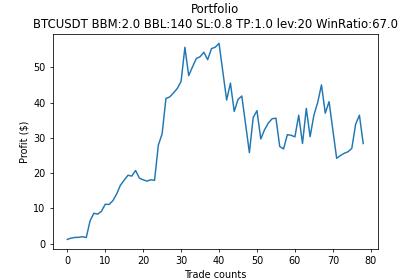 Portfolio
BTCUSDT BBM:2.0 BBL:140 SL:0.8 TP:1.0 lev:20 WinRatio:67.0
Profit ($)
50
40
30
20
10
0
0 10 20 30 40 50 60 70 80
Trade counts